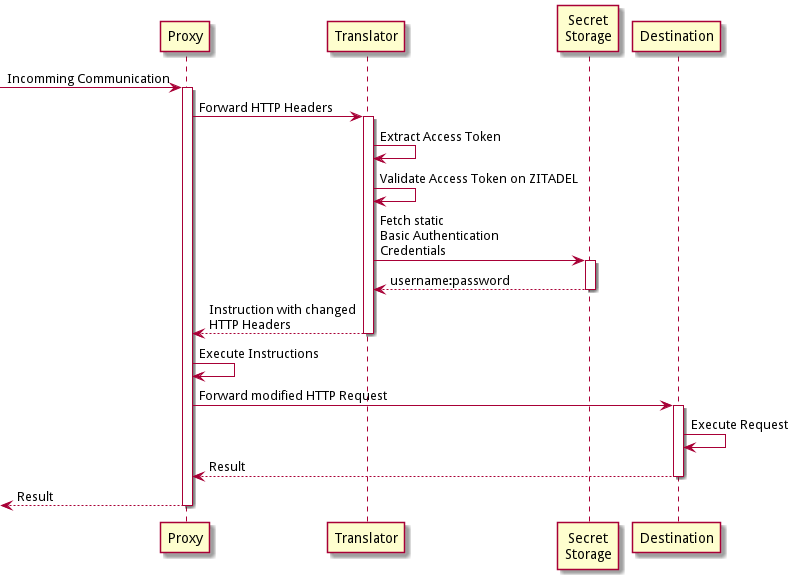 Proxy
Translator
Secret
Storage
Destination
Incomming Communication
Forward HTTP Headers
Extract Access Token
Validate Access Token on ZITADEL
Fetch static
Basic Authentication
Credentials
username:password
Instruction with changed
HTTP Headers
Execute Instructions
Forward modified HTTP Request
Execute Request
Result
Result
Proxy
Translator
Secret
Storage
Destination